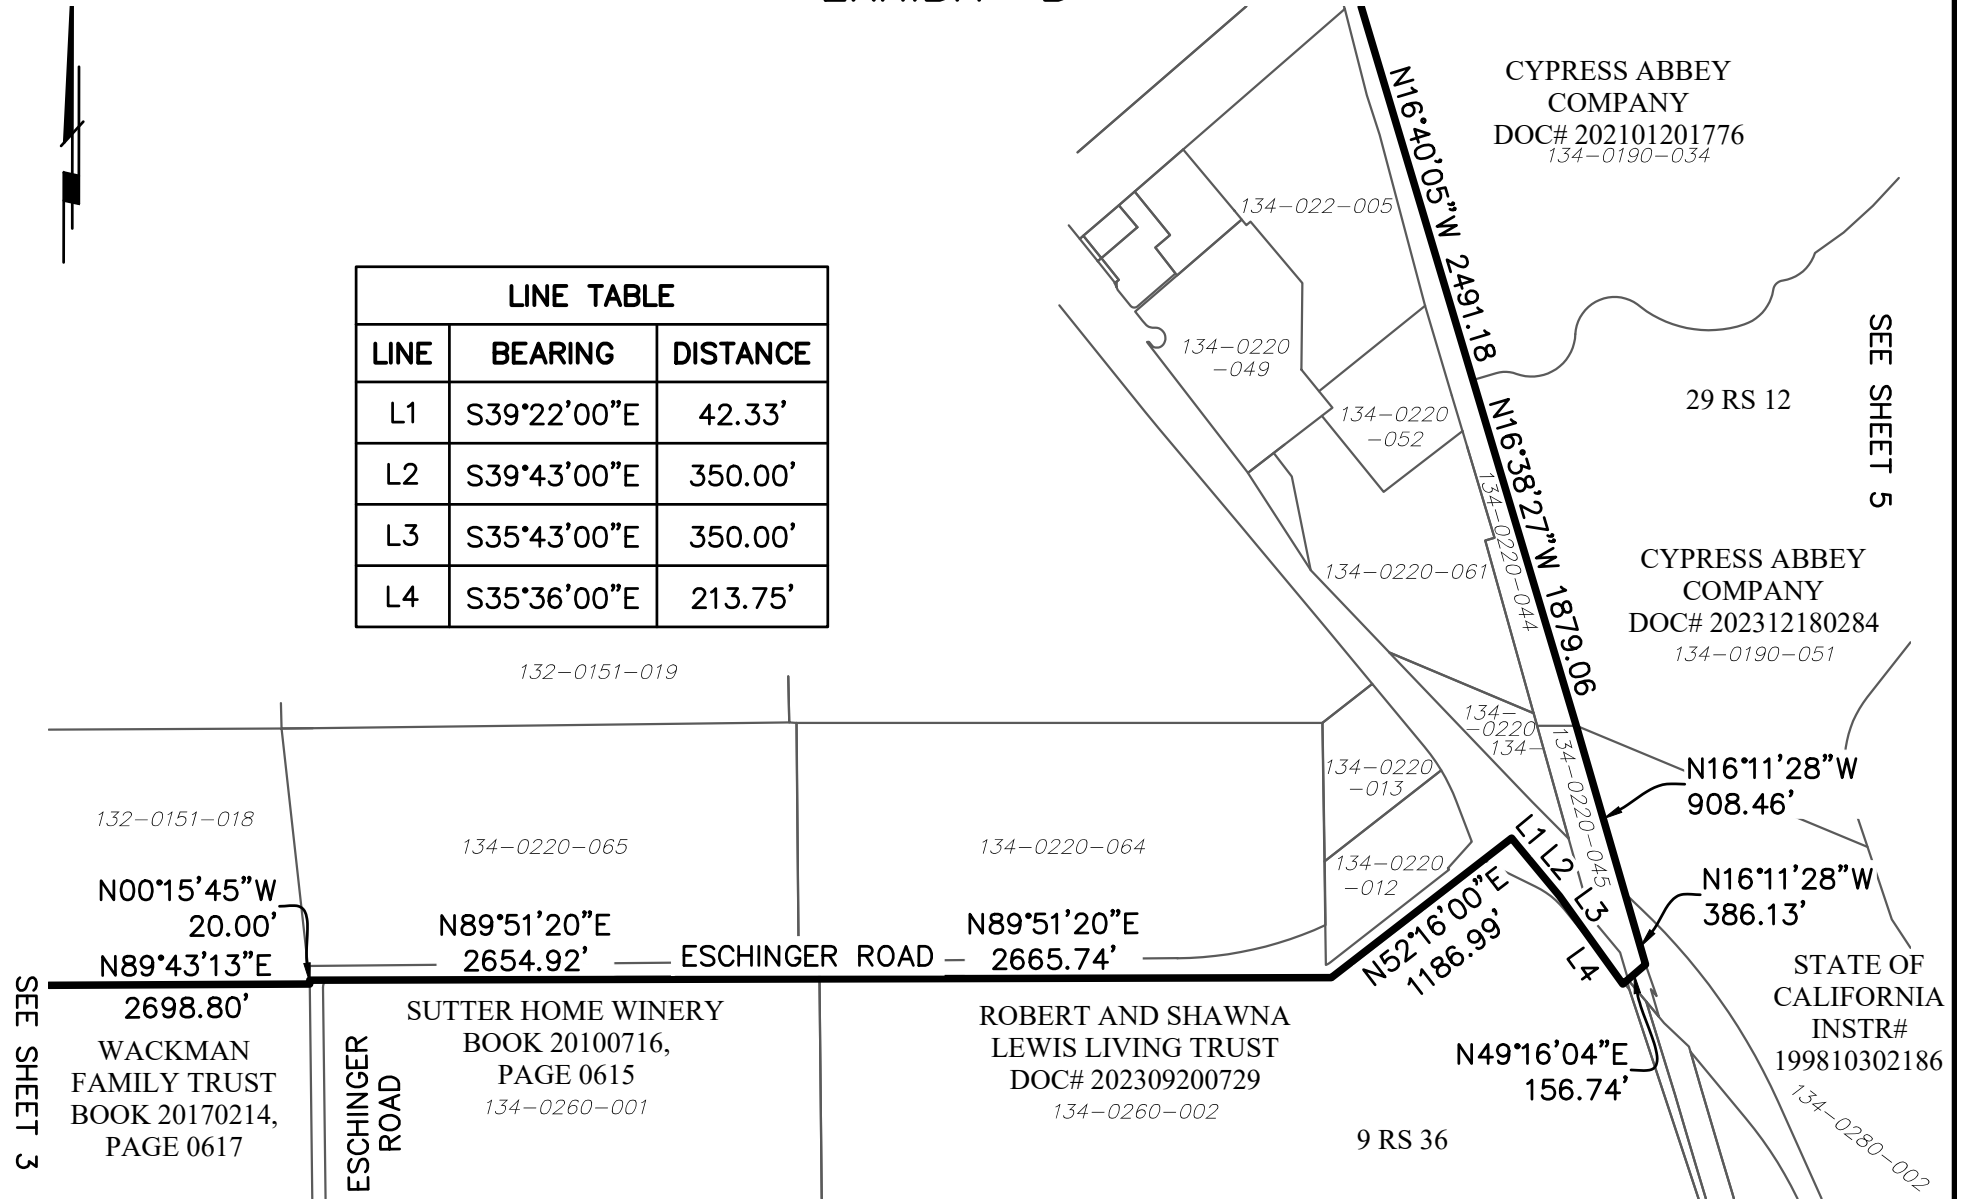 CYPRESS ABBEY
COMPANY
DOC# 202101201776
134-0190-034
N16°40'05"W 2491.18
134-022-005
LINE TABLE
LINE BEARING DISTANCE
L1 S39°22'00"E 42.33'
L2 S39°43'00"E 350.00'
L3 S35°43'00"E 350.00'
L4 S35°36'00"E 213.75'
134-0220
-049
134-0220
-052
29 RS 12
SEE SHEET 5
N16°38'27"W 1879.06
134-0220-044
134-0220-061
CYPRESS ABBEY
COMPANY
DOC# 202312180284
134-0190-051
132-0151-019
134-
-0220
134-
134-0220-045
134-0220
-013
N16°11'28"W
908.46'
132-0151-018
134-0220-065
134-0220-064
134-0220
-012
L1
L2
L3
L4
N16°11'28"W
386.13'
N00°15'45"W
20.00'
N89°43'13"E
2698.80'
N89°51'20"E
2654.92'
ESCHINGER ROAD
N89°51'20"E
2665.74'
N52°16'00"E
1186.99'
STATE OF
CALIFORNIA
INSTR#
199810302186
134-0280-002
SEE SHEET 3
WACKMAN
FAMILY TRUST
BOOK 20170214,
PAGE 0617
ESCHINGER
ROAD
SUTTER HOME WINERY
BOOK 20100716,
PAGE 0615
134-0260-001
ROBERT AND SHAWNA
LEWIS LIVING TRUST
DOC# 202309200729
134-0260-002
N49°16'04"E
156.74'
9 RS 36